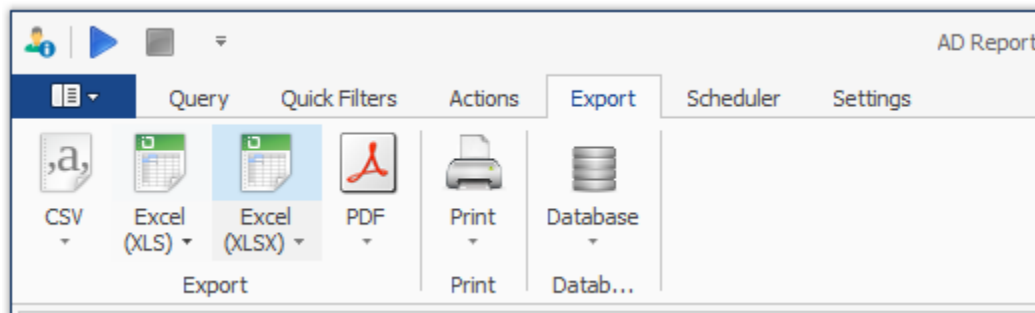 AD Report
Query Quick Filters Actions Export Scheduler Settings
,a,
CSV Excel (XLS) Excel (XLSX) PDF Print Database
Export Print Datab...